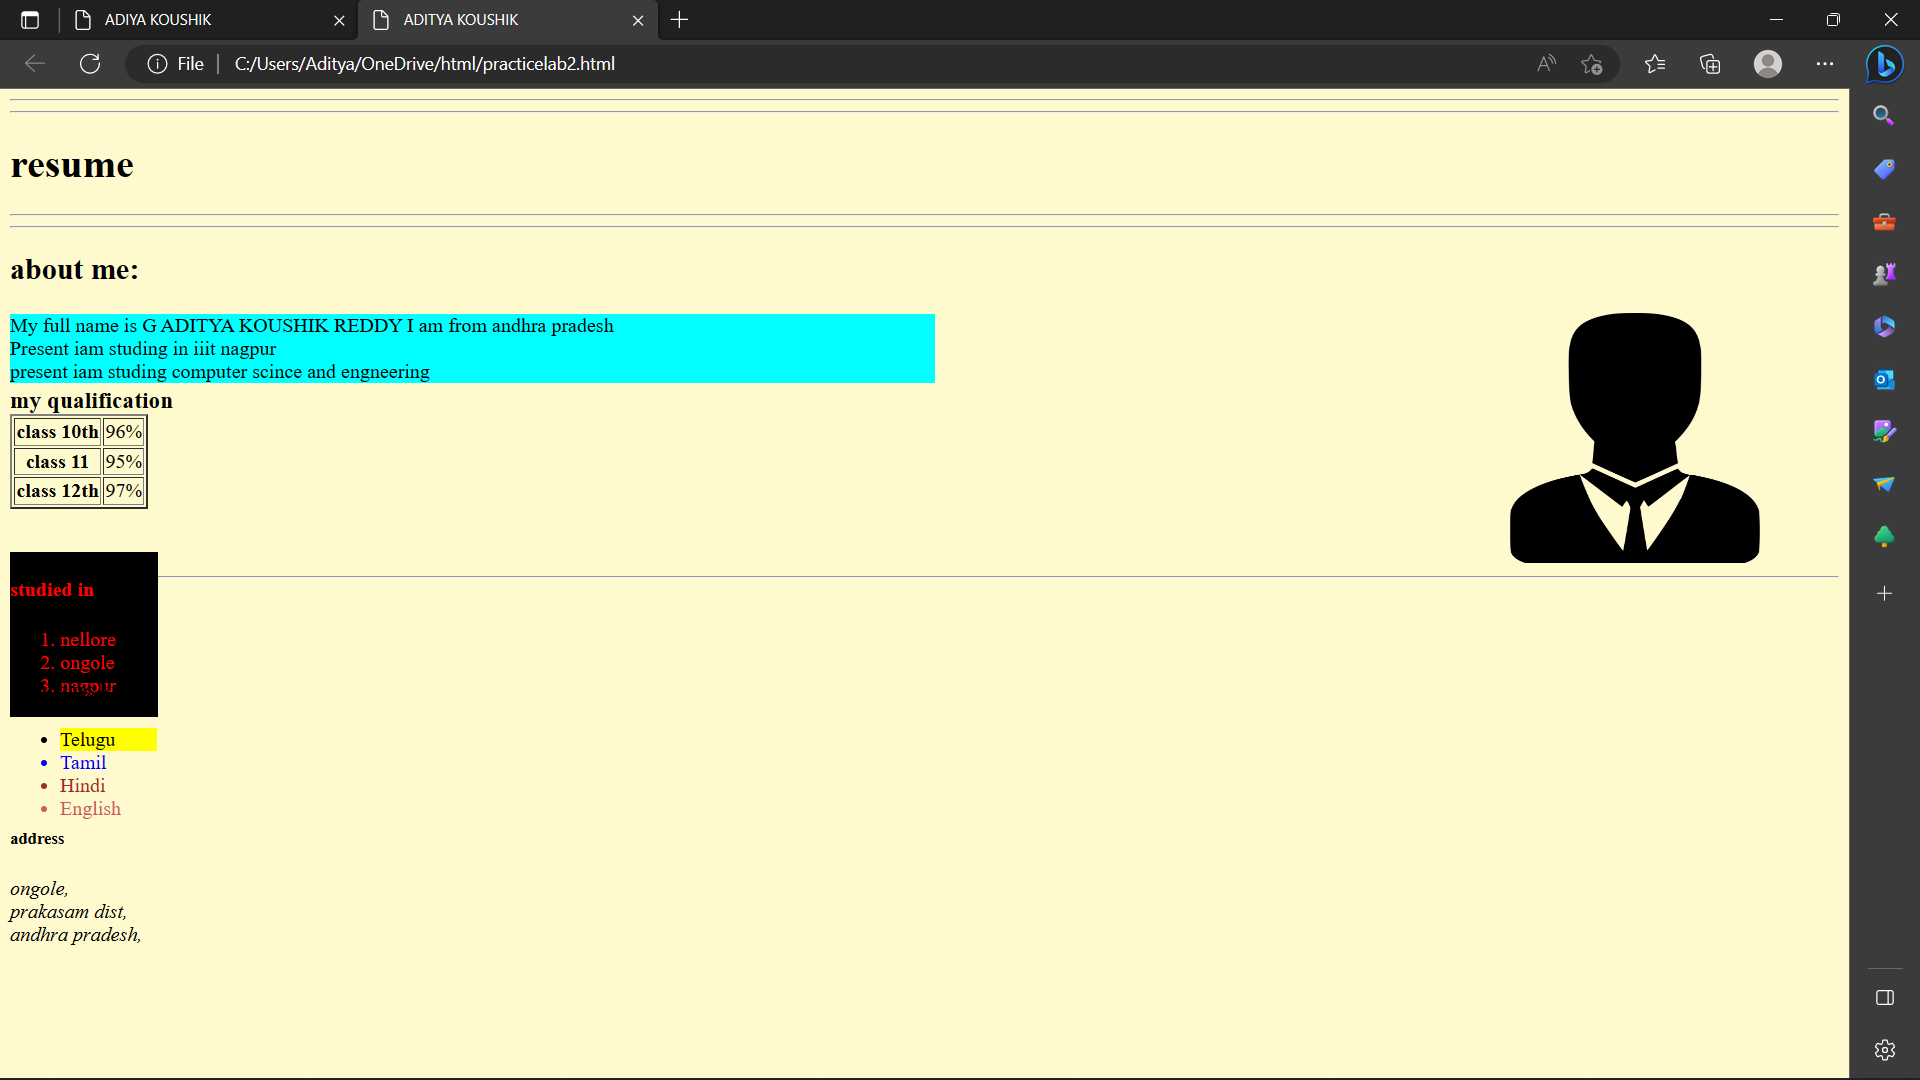 ADIYA KOUSHIK
ADITYA KOUSHIK
File
C:/Users/Aditya/OneDrive/html/practicelab2.html
resume
about me:
My full name is G ADITYA KOUSHIK REDDY I am from andhra pradesh
Present iam studing in iiit nagpur
present iam studing computer scince and engneering
my qualification
class 10th 96%
class 11 95%
class 12th 97%
studied in
1. nellore
2. ongole
3. nagpur
• Telugu
• Tamil
• Hindi
• English
address
ongole,
prakasam dist,
andhra pradesh,